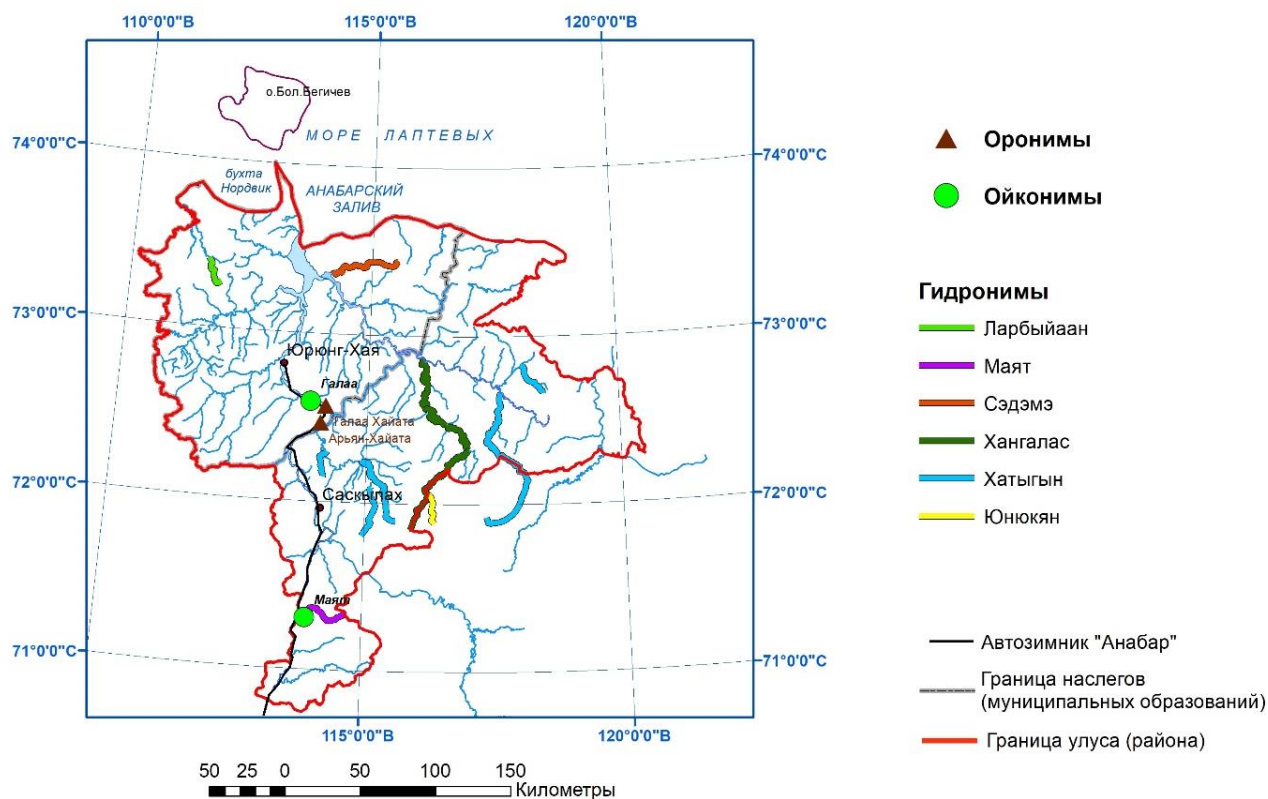 110°0'0"В
115°0'0"В
120°0'0"В
о.Бол.Бегичев
74°0'0"С
МОРЕ ЛАПТЕВЫХ
74°0'0"С
бухта
Нордвик
АНАБАРСКИЙ
ЗАЛИВ
73°0'0"С
73°0'0"С
Юрюнг-Хая
Галаа
Галаа Хайата
Арьян-Хайата
72°0'0"С
Саскылах
72°0'0"С
Маят
71°0'0"С
71°0'0"С
115°0'0"В
120°0'0"В
50 25 0 50 100 150
Километры
Оронимы
Ойконимы
Гидронимы
Ларбыйаан
Маят
Сэдэмэ
Хангалас
Хатыгын
Юнюкян
Автозимник "Анабар"
Граница наслегов
(муниципальных образований)
Граница улуса (района)